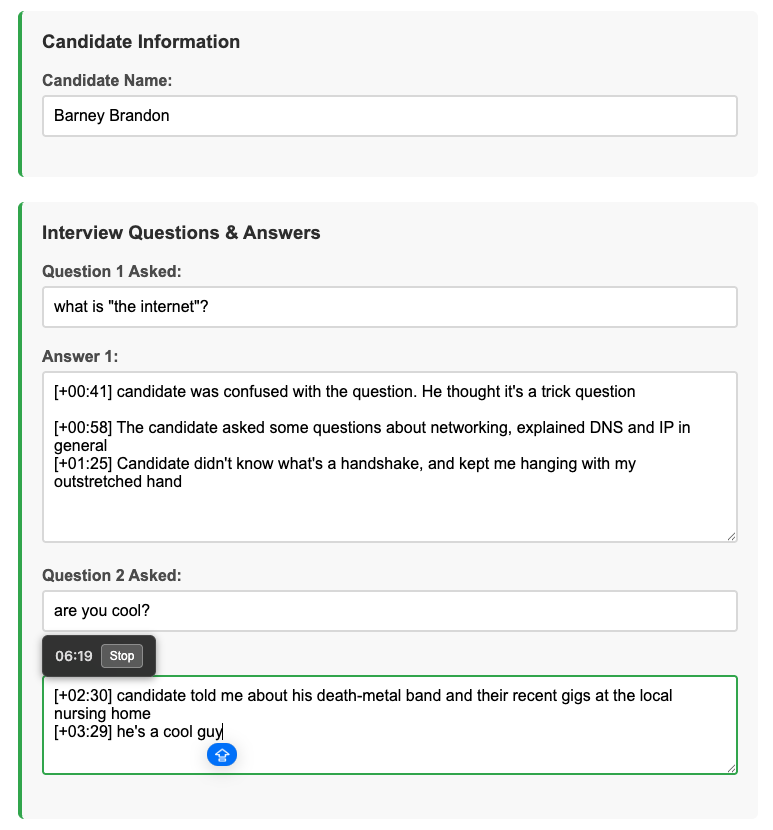 Candidate Information
Candidate Name:
Barney Brandon
Interview Questions & Answers
Question 1 Asked:
what is "the internet"?
Answer 1:
[+00:41] candidate was confused with the question. He thought it's a trick question
[+00:58] The candidate asked some questions about networking, explained DNS and IP in
general
[+01:25] Candidate didn't know what's a handshake, and kept me hanging with my
outstretched hand
Question 2 Asked:
are you cool?
06:19 Stop
[+02:30] candidate told me about his death-metal band and their recent gigs at the local
nursing home
[+03:29] he's a cool guy